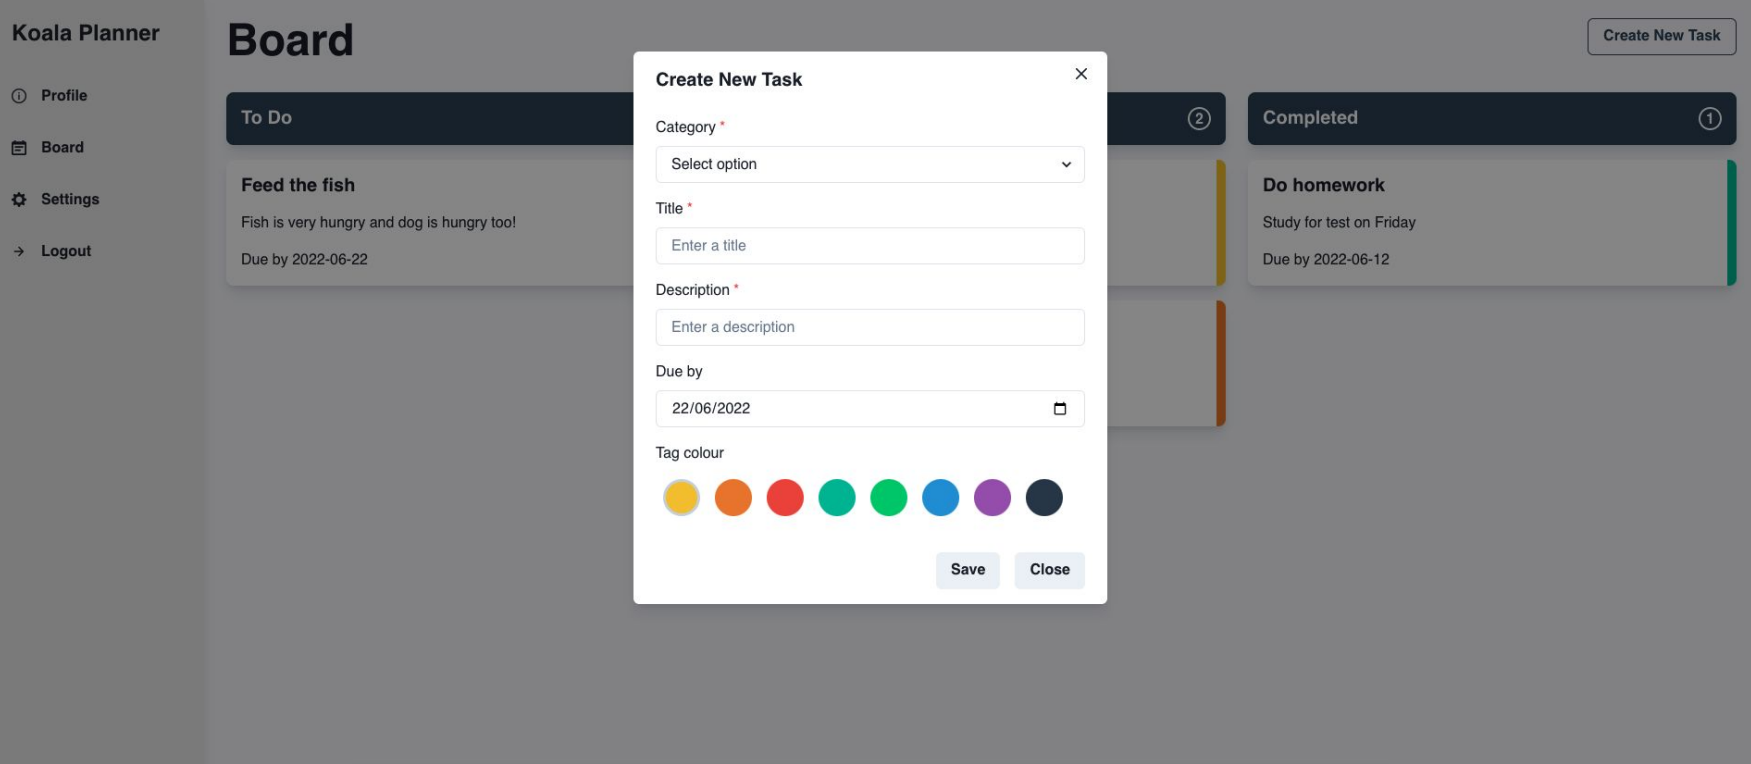 Koala Planner
Profile
Board
Settings
Logout
Board
Create New Task
To Do
Feed the fish
Fish is very hungry and dog is hungry too!
Due by 2022-06-22
2
Completed
1
Do homework
Study for test on Friday
Due by 2022-06-12
Create New Task
Category *
Select option
Title *
Enter a title
Description *
Enter a description
Due by
22/06/2022
Tag colour
Save
Close